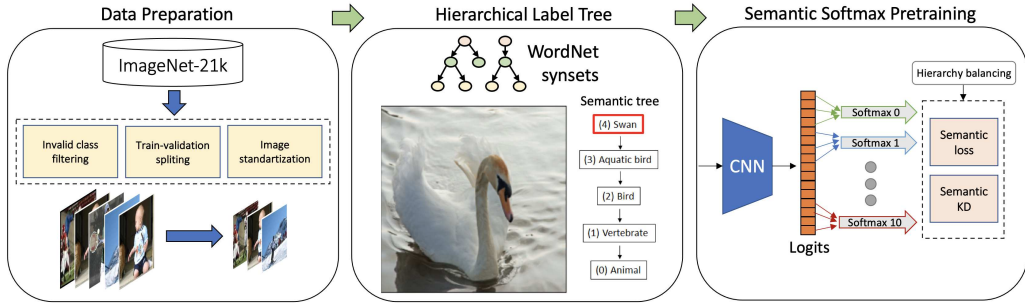 Data Preparation
ImageNet-21k
Invalid class
filtering
Train-validation
spliting
Image
standartization
Hierarchical Label Tree
WordNet
synsets
Semantic tree
(4) Swan
(3) Aquatic bird
(2) Bird
(1) Vertebrate
(0) Animal
Semantic Softmax Pretraining
Hierarchy balancing
CNN
Logits
Softmax 0
Softmax 1
Softmax 10
Semantic
loss
Semantic
KD